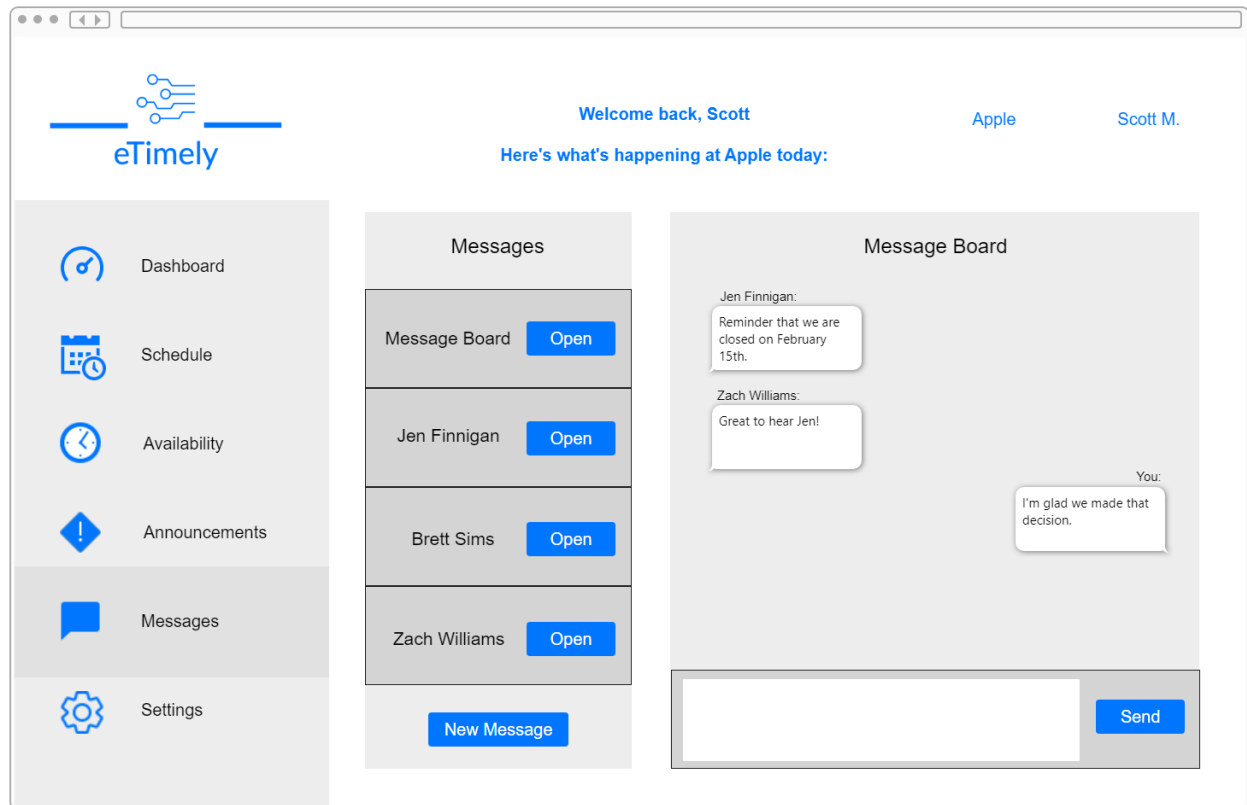 eTimely
Welcome back, Scott
Here's what's happening at Apple today:
Apple
Scott M.
Dashboard
Schedule
Availability
Announcements
Messages
Settings
Messages
Message Board
Open
Jen Finnigan
Open
Brett Sims
Open
Zach Williams
Open
New Message
Message Board
Jen Finnigan:
Reminder that we are
closed on February
15th.
Zach Williams:
Great to hear Jen!
You:
I'm glad we made that
decision.
Send